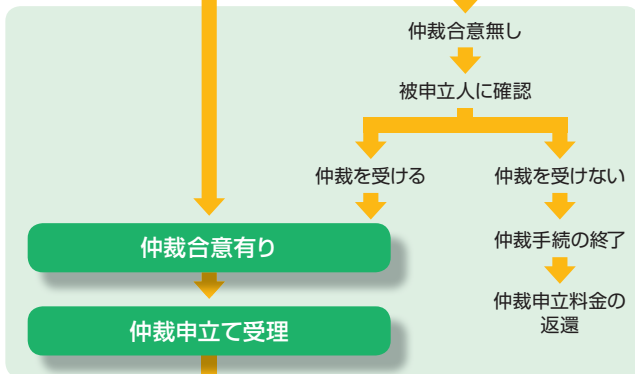 仲裁合意無し
被申立人に確認
仲裁を受ける
仲裁を受けない
仲裁合意有り
仲裁手続の終了
仲裁申立て受理
仲裁申立料金の
返還